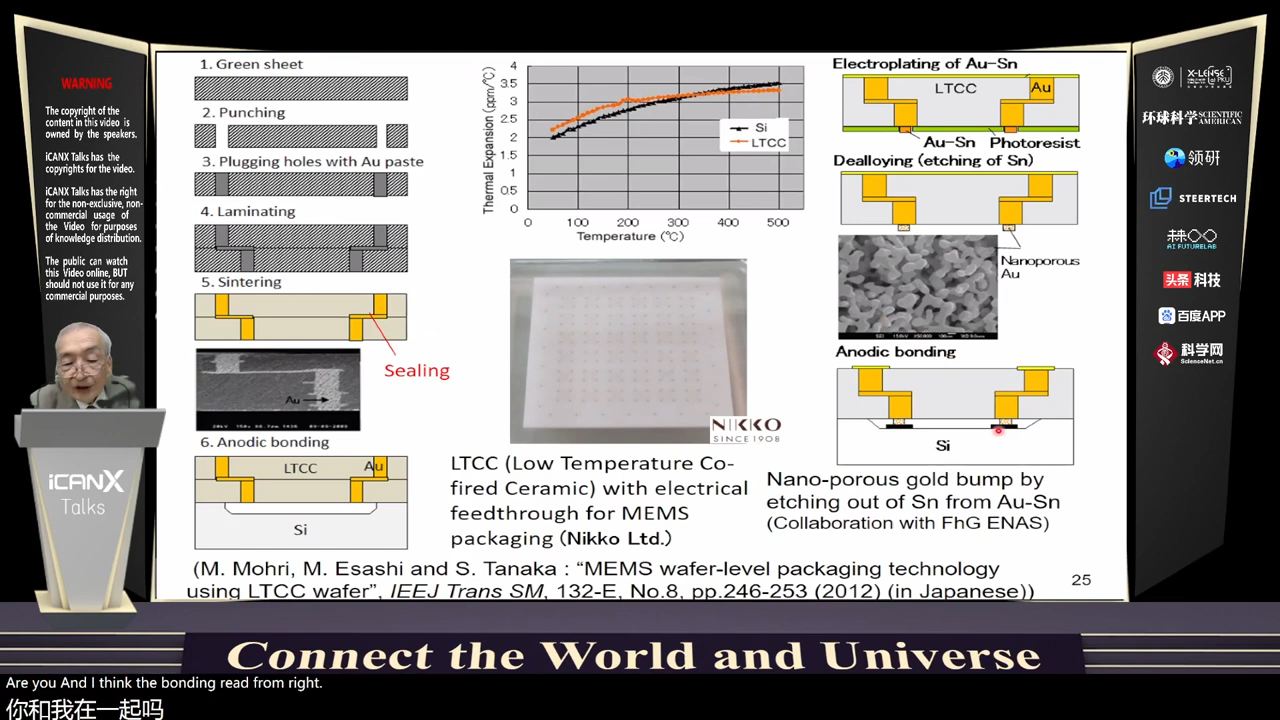 WARNING
The copyright of the
content in this video is
owned by the speakers.
iCANX Talks has the
copyrights for the video.
iCANX Talks has the right
for the non-exclusive, non-
commercial usage of
the Video for purposes
of knowledge distribution.
The public can watch
this Video online, BUT
should not use it for any
commercial purposes.
iCANX
Talks
1. Green sheet
2. Punching
3. Plugging holes with Au paste
4. Laminating
5. Sintering
Sealing
Au
6. Anodic bonding
LTCC
Au
Si
Thermal Expansion (ppm/℃)
4
3.5
3
2.5
2
1.5
1
0.5
0
0
100
200
300
400
500
Temperature (℃)
Si
LTCC
NIKKO
SINCE 1908
LTCC (Low Temperature Co-
fired Ceramic) with electrical
feedthrough for MEMS
packaging (Nikko Ltd.)
Electroplating of Au-Sn
LTCC
Au
Au-Sn
Photoresist
Dealloying (etching of Sn)
Nanoporous
Au
Anodic bonding
Si
Nano-porous gold bump by
etching out of Sn from Au-Sn
(Collaboration with FhG ENAS)
(M. Mohri, M. Esashi and S. Tanaka : “MEMS wafer-level packaging technology
using LTCC wafer”, IEEJ Trans SM, 132-E, No.8, pp.246-253 (2012) (in Japanese))
25
X-LENSE
环球科学 SCIENTIFIC AMERICAN
领研
STEERTECH
AI FUTURELAB
头条 科技
百度APP
科学网
ScienceNet.cn
Connect the World and Universe
Are you And I think the bonding read from right.
你和我在一起吗